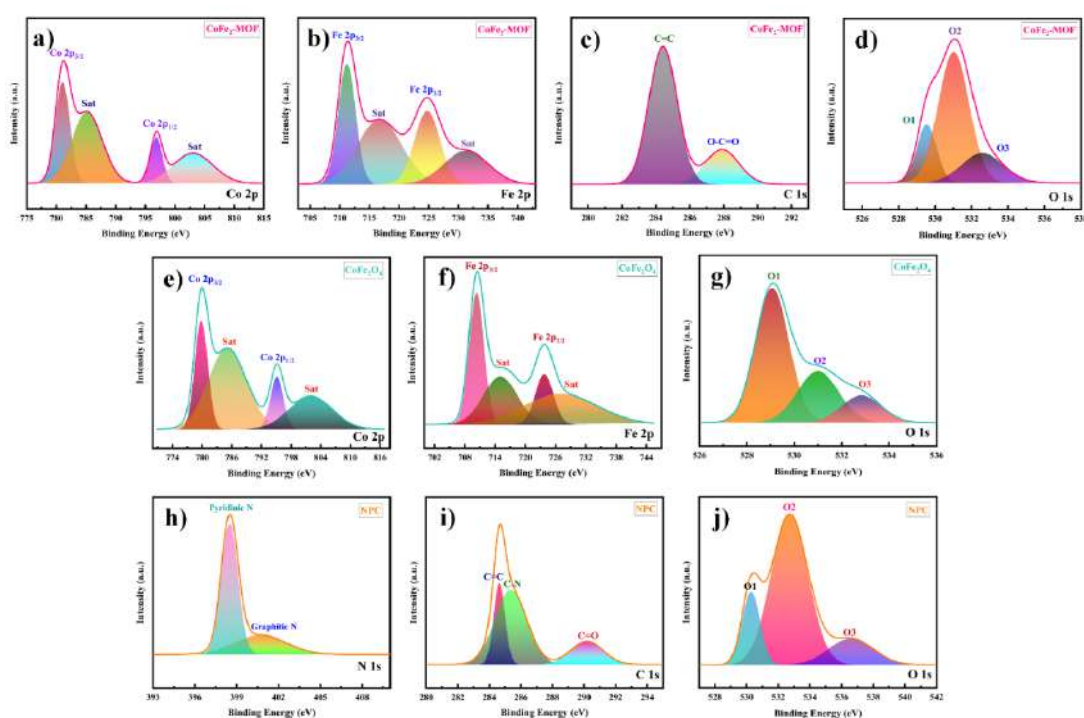 a)
CoFe₂-MOF
Co 2p₃/₂
Sat
Co 2p₁/₂
Sat
Co 2p
Intensity (a.u.)
775 780 785 790 795 800 805 810 815
Binding Energy (eV)
b)
CoFe₂-MOF
Fe 2p₃/₂
Sat
Fe 2p₁/₂
Sat
Fe 2p
Intensity (a.u.)
705 710 715 720 725 730 735 740
Binding Energy (eV)
c)
CoFe₂-MOF
C=C
O-C=O
C 1s
Intensity (a.u.)
280 282 284 286 288 290 292
Binding Energy (eV)
d)
CoFe₂-MOF
O2
O1
O3
O 1s
Intensity (a.u.)
526 528 530 532 534 536
Binding Energy (eV)
e)
CoFe₂O₄
Co 2p₃/₂
Sat
Co 2p₁/₂
Sat
Co 2p
Intensity (a.u.)
774 780 786 792 798 804 810 816
Binding Energy (eV)
f)
CoFe₂O₄
Fe 2p₃/₂
Sat
Fe 2p₁/₂
Sat
Fe 2p
Intensity (a.u.)
702 708 714 720 726 732 738 744
Binding Energy (eV)
g)
CoFe₂O₄
O1
O2
O3
O 1s
Intensity (a.u.)
526 528 530 532 534 536
Binding Energy (eV)
h)
NPC
Pyridinic N
Graphitic N
N 1s
Intensity (a.u.)
393 396 399 402 405 408
Binding Energy (eV)
i)
NPC
C=C
C-N
C=O
C 1s
Intensity (a.u.)
280 282 284 286 288 290 292 294
Binding Energy (eV)
j)
NPC
O2
O1
O3
O 1s
Intensity (a.u.)
528 530 532 534 536 538 540 542
Binding Energy (eV)